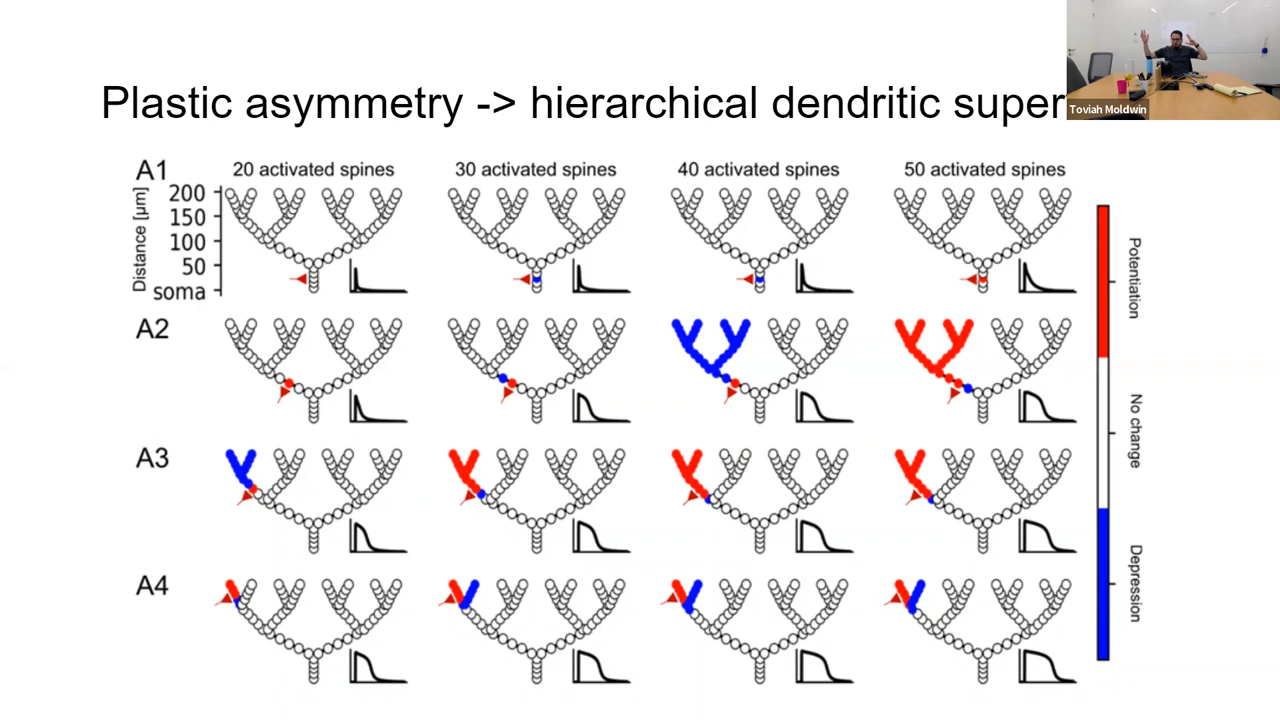 Plastic asymmetry -> hierarchical dendritic super
Toviah Moldwin
A1
20 activated spines
30 activated spines
40 activated spines
50 activated spines
Distance [μm]
200
150
100
50
soma
A2
A3
A4
Potentiation
No change
Depression